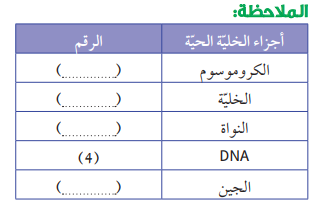 الملاحظة:
أجزاء الخليّة الحيّة الرقم
الكروموسوم (..............)
الخليّة (..............)
النواة (..............)
DNA (4)
الجين (..............)